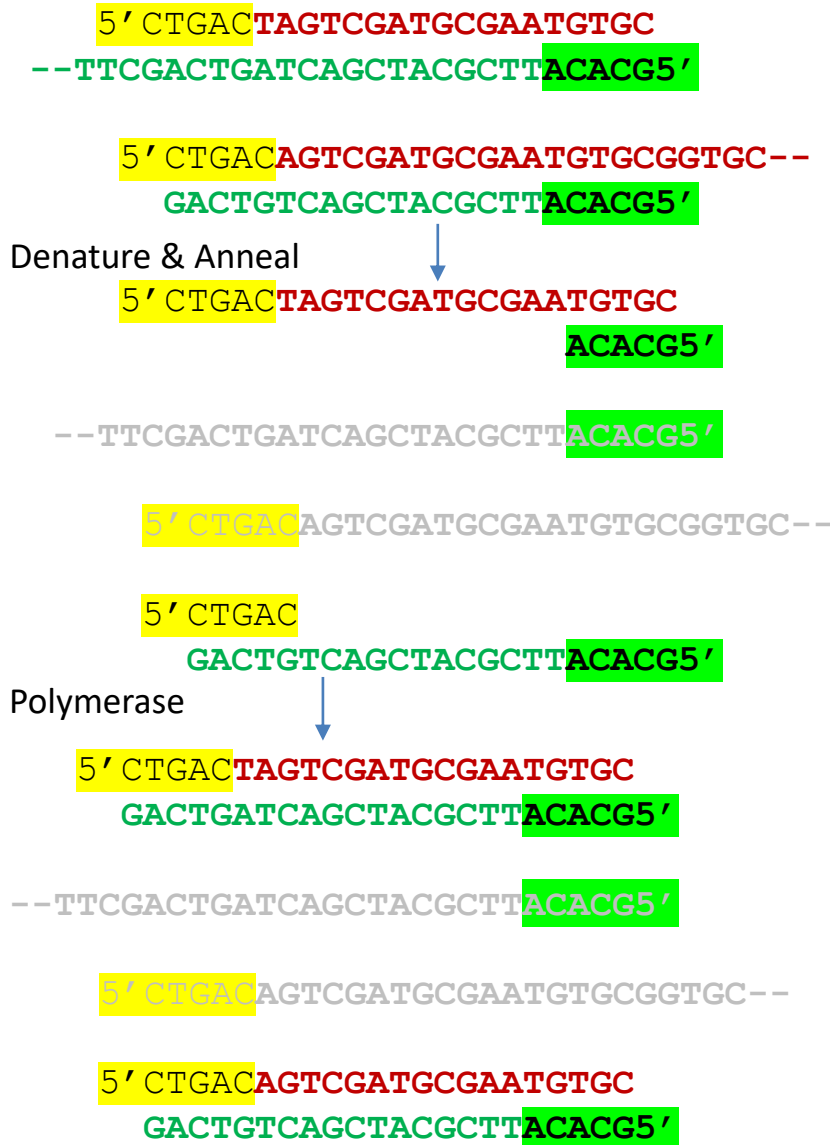 5’CTGACTAGTCGATGCGAATGTGC
--TTCGACTGATCAGCTACGCTTACACG5’
5’CTGACAGTCGATGCGAATGTGCGGTGC--
GACTGTCAGCTACGCTTACACG5’
Denature & Anneal
5’CTGACTAGTCGATGCGAATGTGC
ACACG5’
--TTCGACTGATCAGCTACGCTTACACG5’
5’CTGACAGTCGATGCGAATGTGCGGTGC--
5’CTGAC
GACTGTCAGCTACGCTTACACG5’
Polymerase
5’CTGACTAGTCGATGCGAATGTGC
GACTGATCAGCTACGCTTACACG5’
--TTCGACTGATCAGCTACGCTTACACG5’
5’CTGACAGTCGATGCGAATGTGCGGTGC--
5’CTGACAGTCGATGCGAATGTGC
GACTGTCAGCTACGCTTACACG5’